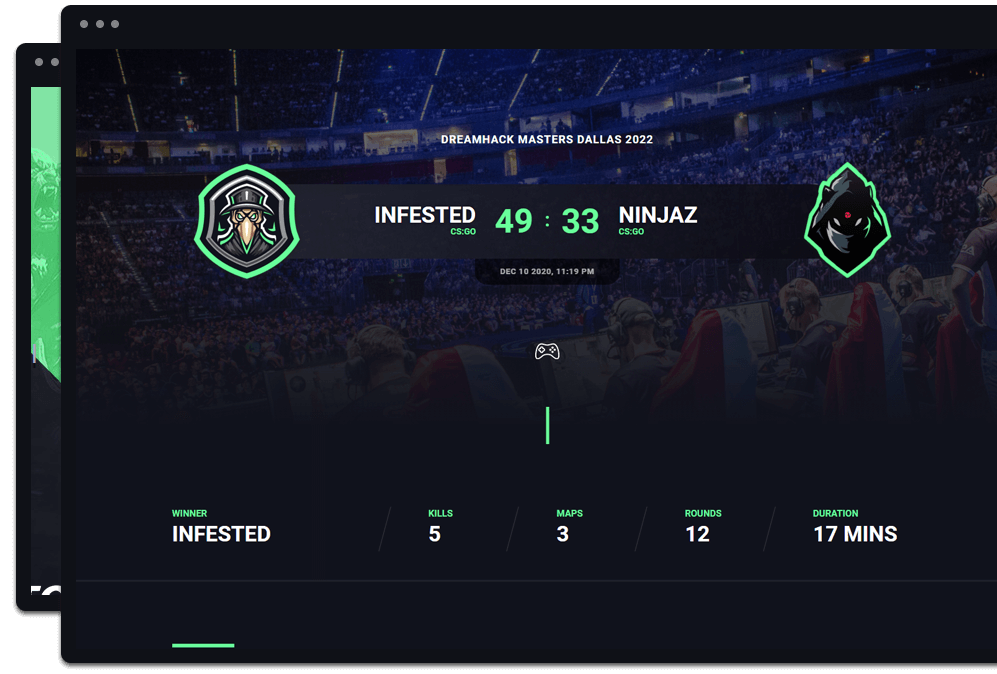 DREAMHACK MASTERS DALLAS 2022
INFESTED 49 : 33 NINJAZ
CS:GO CS:GO
DEC 10 2020, 11:19 PM
WINNER KILLS MAPS ROUNDS DURATION
INFESTED 5 3 12 17 MINS